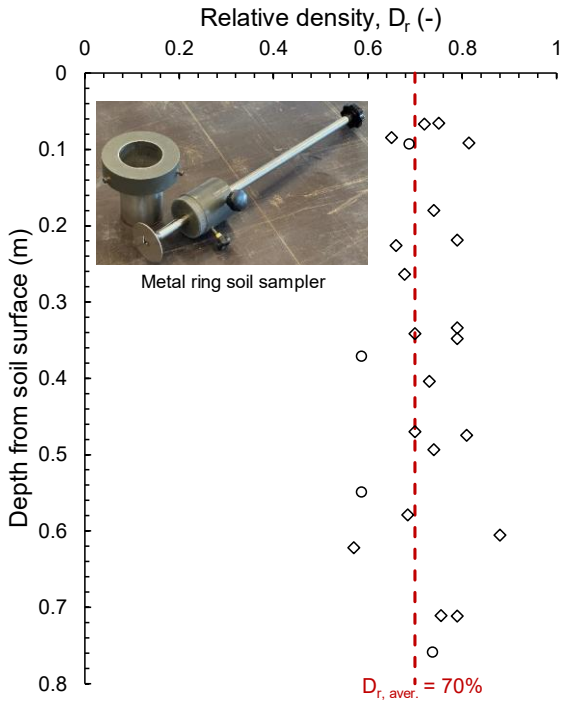 Relative density, Dr (-)
0 0.2 0.4 0.6 0.8 1
0
0.1
0.2
0.3
0.4
0.5
0.6
0.7
0.8
Depth from soil surface (m)
Metal ring soil sampler
Dr, aver. = 70%